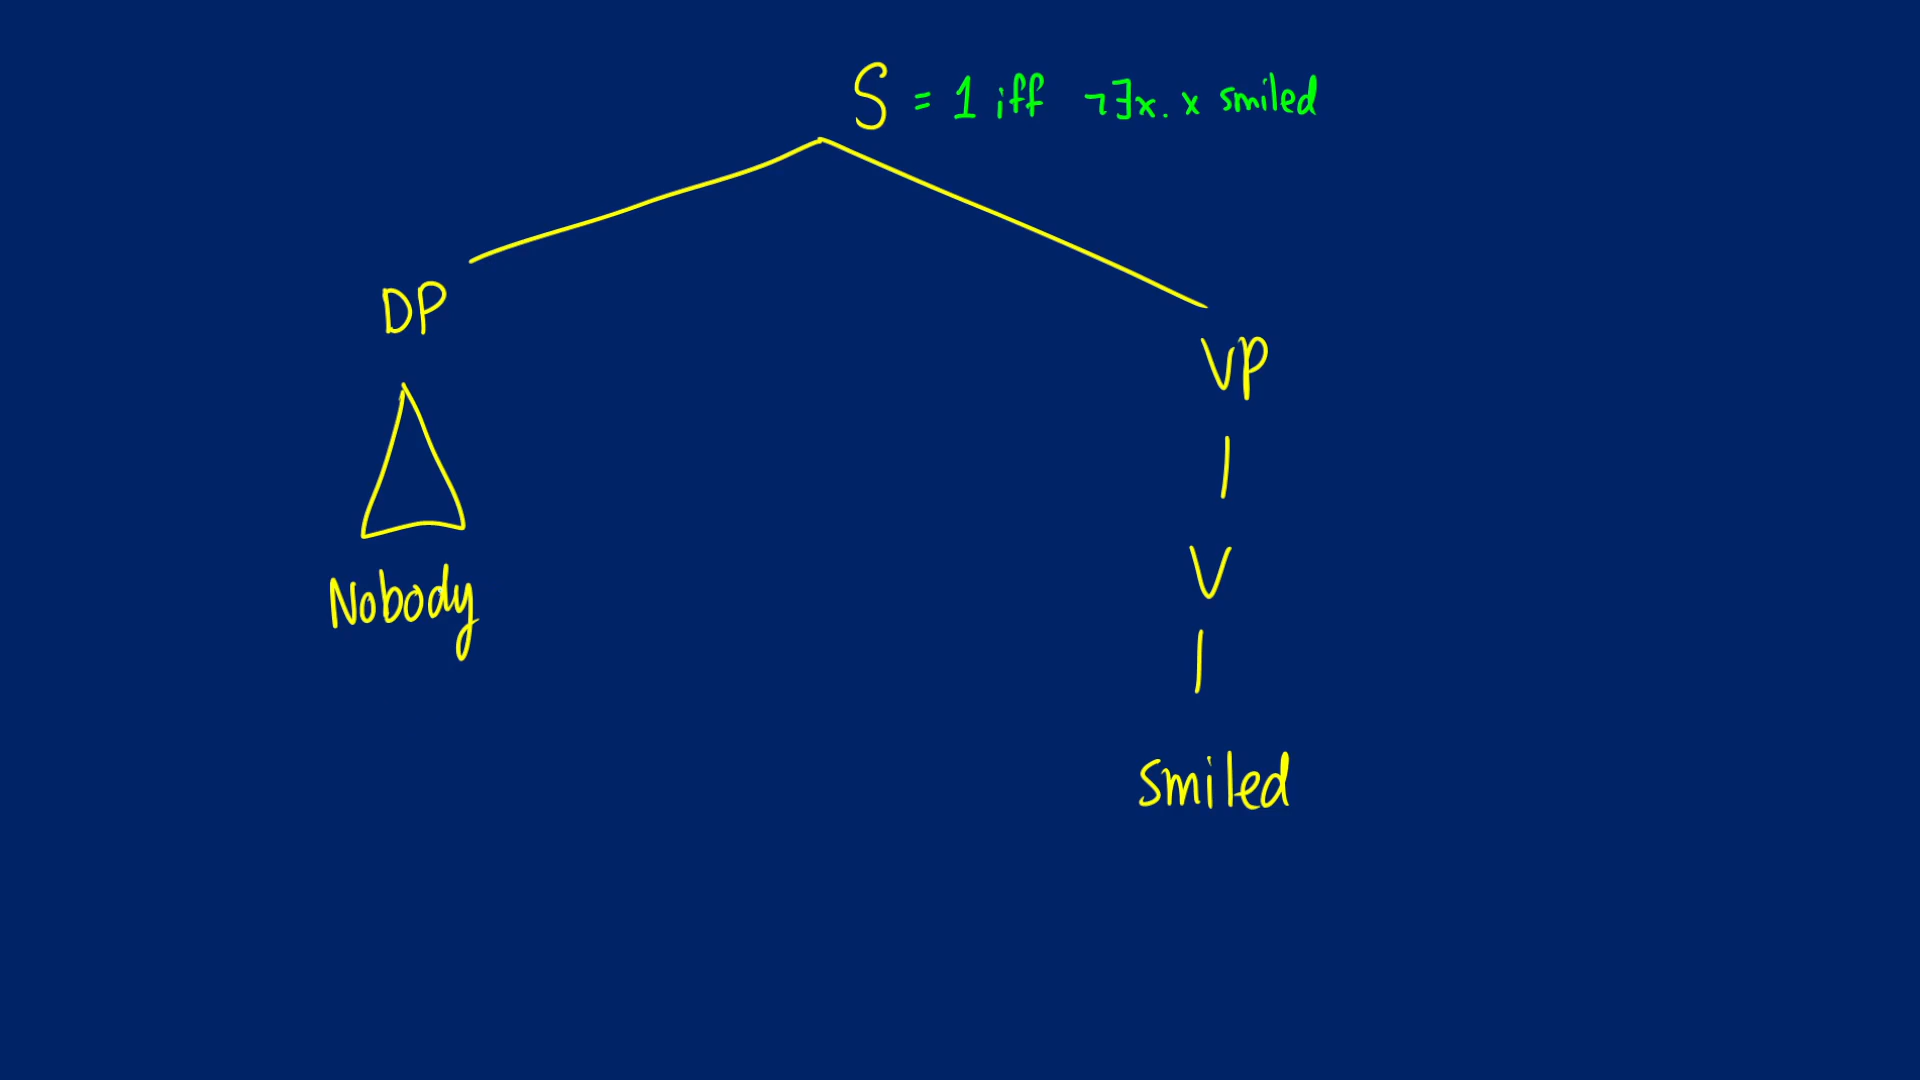 S = 1 iff ¬∃x. x smiled
DP
VP
Nobody
V
smiled